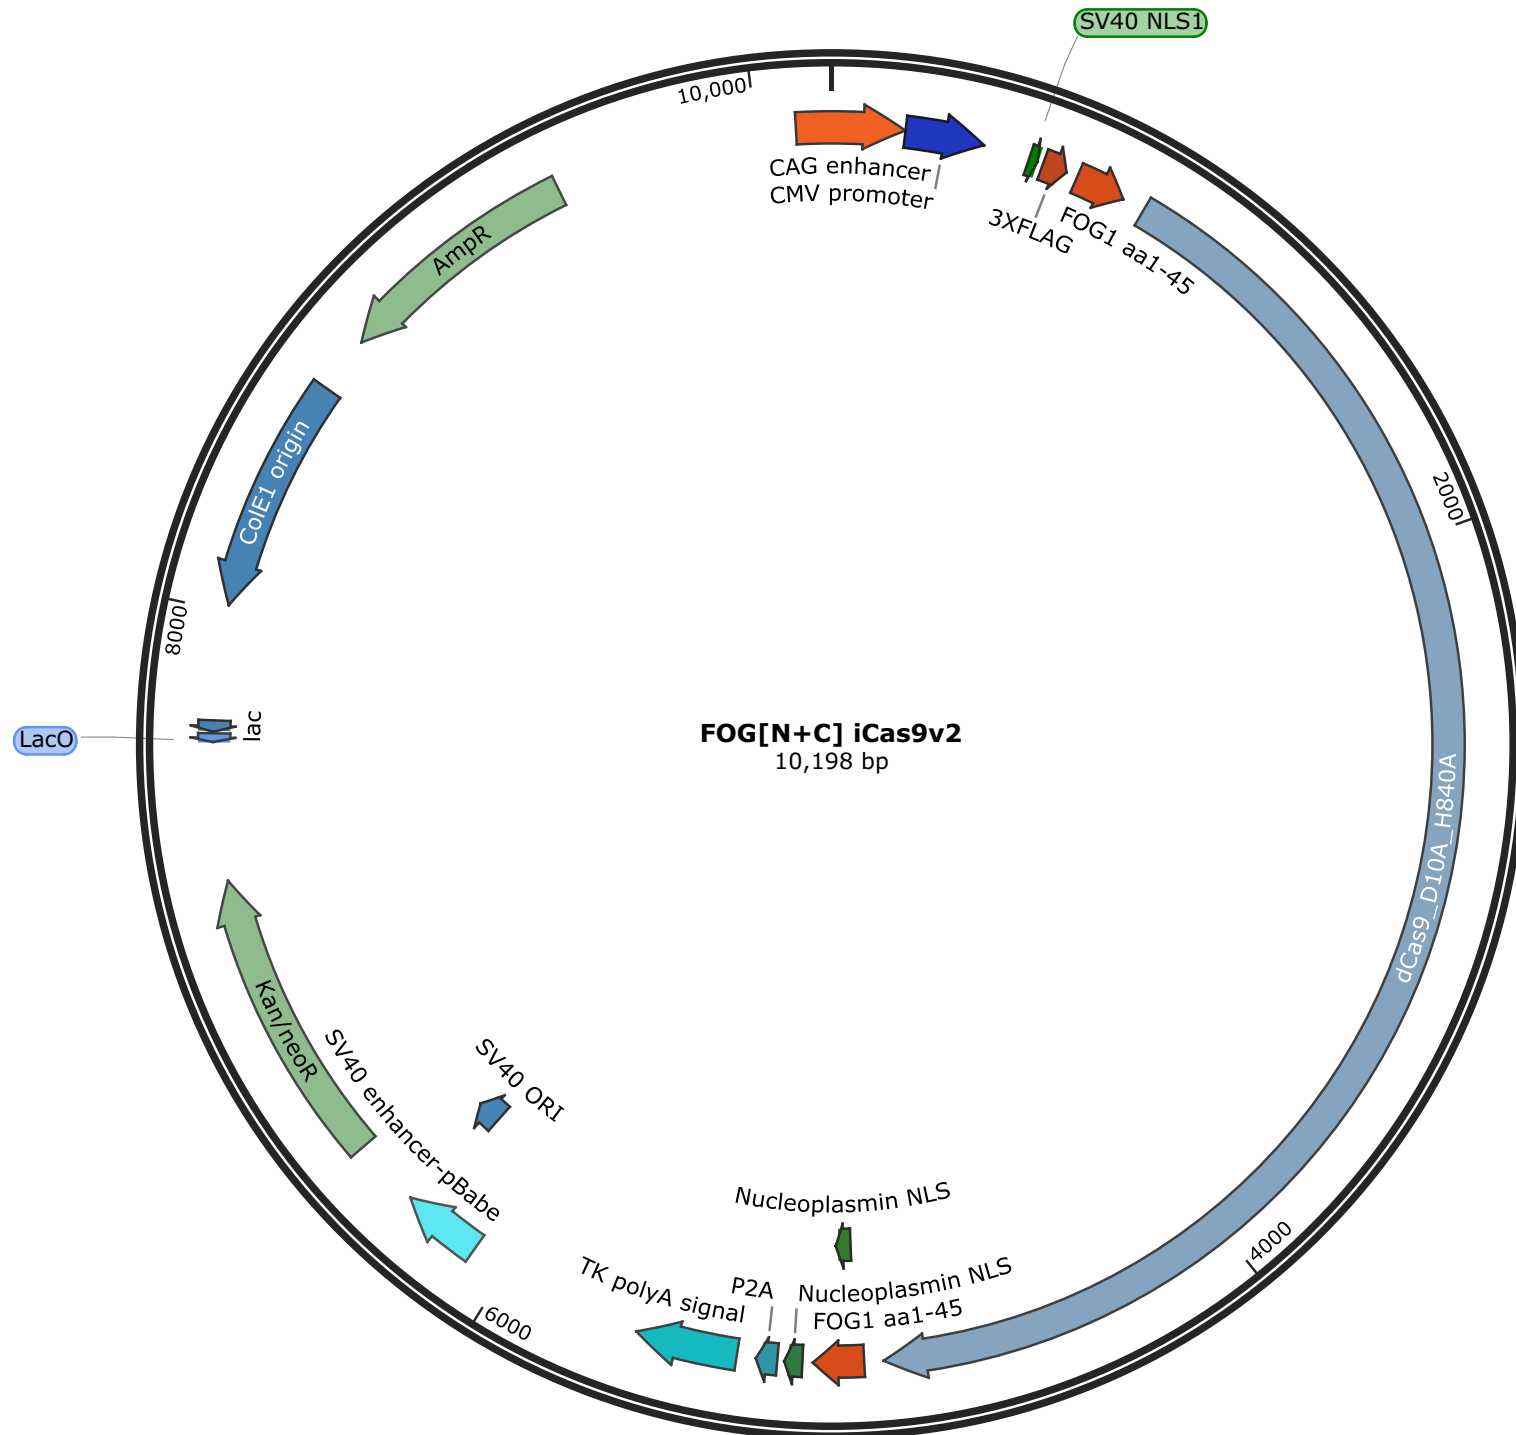 SV40 NLS1
10,000
CAG enhancer
CMV promoter
3XFLAG
FOG1 aa1-45
AmpR
ColE1 origin
2000
8000
lac
LacO
FOG[N+C] iCas9v2
10,198 bp
dCas9_D10A_H840A
Kan/neoR
SV40 enhancer-pBabe
SV40 ORI
Nucleoplasmin NLS
4000
TK polyA signal
P2A
Nucleoplasmin NLS
FOG1 aa1-45
6000